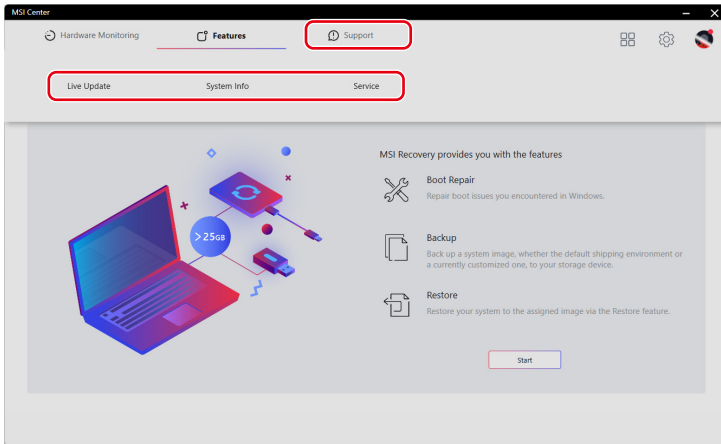 MSI Center
Hardware Monitoring
Features
Support
Live Update
System Info
Service
MSI Recovery provides you with the features
Boot Repair
Repair boot issues you encountered in Windows.
>25GB
Backup
Back up a system image, whether the default shipping environment or
a currently customized one, to your storage device.
Restore
Restore your system to the assigned image via the Restore feature.
Start